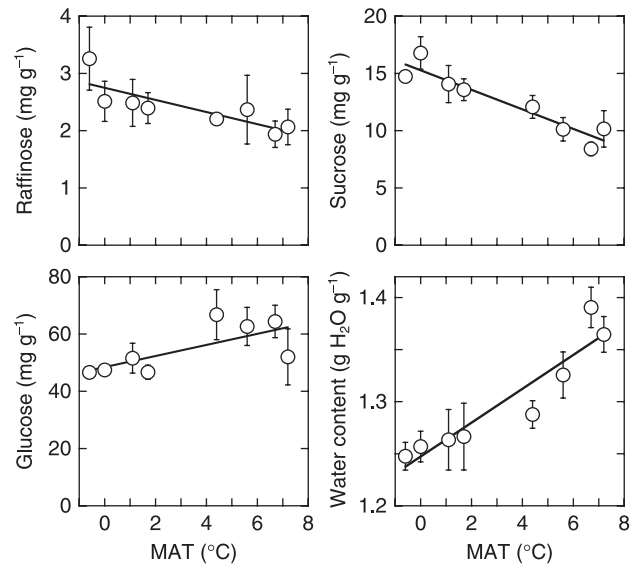 4
3
2
1
0
Raffinose (mg g⁻¹)
20
15
10
5
0
Sucrose (mg g⁻¹)
80
60
40
20
0
Glucose (mg g⁻¹)
0 2 4 6 8
MAT (°C)
1.4
1.3
1.2
Water content (g H₂O g⁻¹)
0 2 4 6 8
MAT (°C)